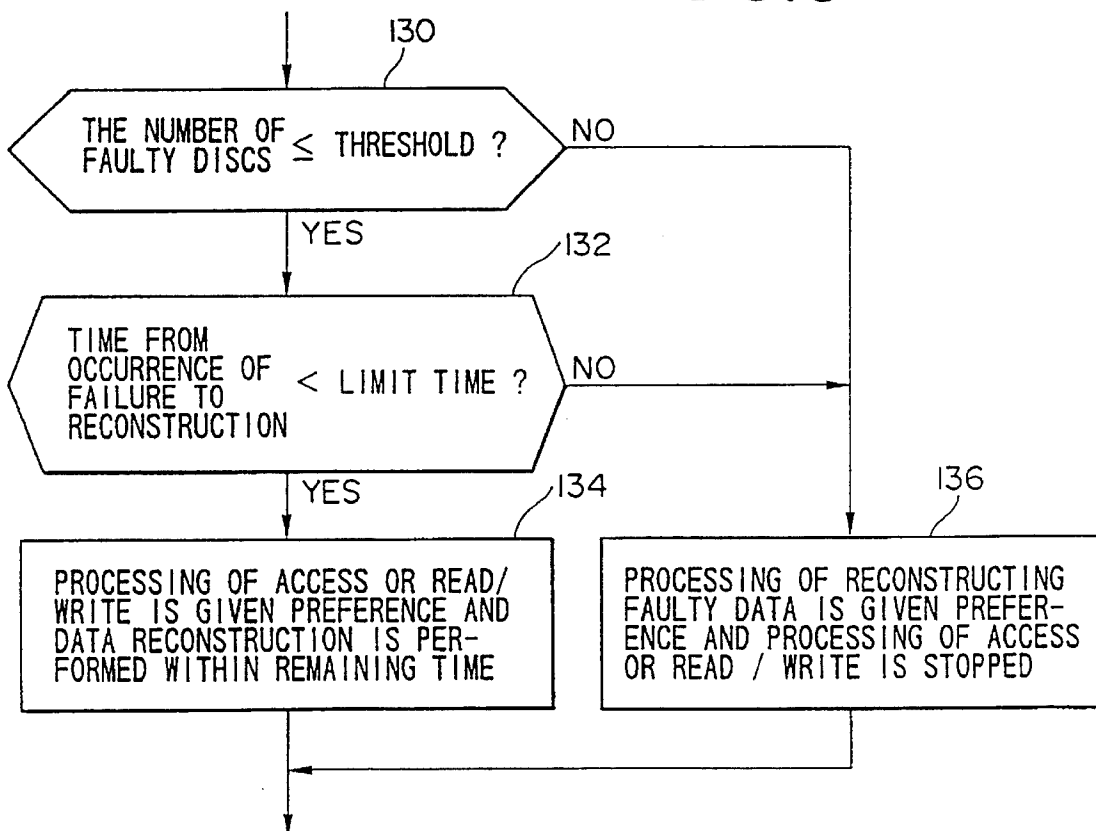 130
THE NUMBER OF
FAULTY DISCS ≤ THRESHOLD ?
NO
YES
132
TIME FROM
OCCURRENCE OF
FAILURE TO
RECONSTRUCTION
< LIMIT TIME ?
NO
YES
134
PROCESSING OF ACCESS OR READ/
WRITE IS GIVEN PREFERENCE AND
DATA RECONSTRUCTION IS PER-
FORMED WITHIN REMAINING TIME
136
PROCESSING OF RECONSTRUCTING
FAULTY DATA IS GIVEN PREFER-
ENCE AND PROCESSING OF ACCESS
OR READ / WRITE IS STOPPED